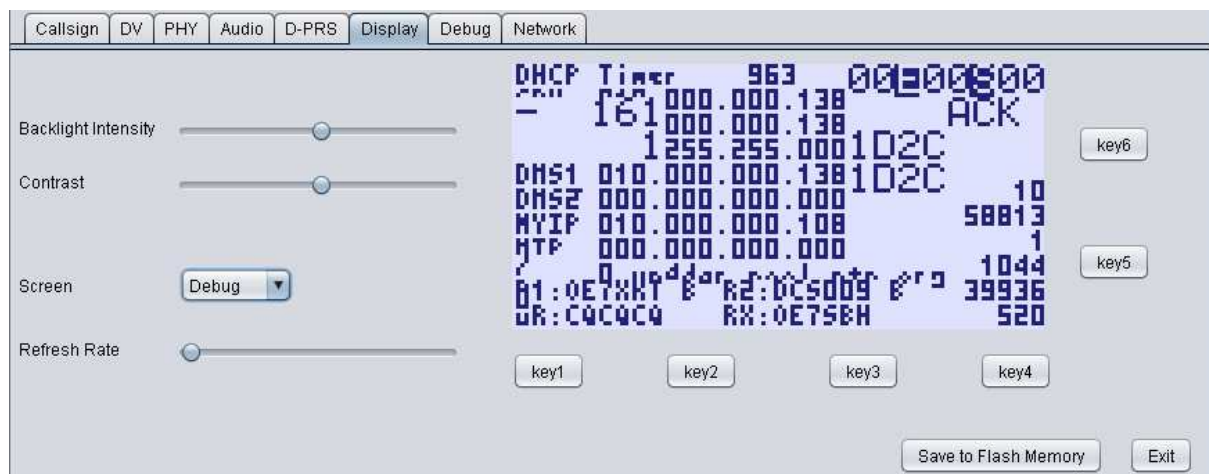 Callsign DV PHY Audio D-PRS Display Debug Network
DHCP Timer 963
161 000.000.138 ACK
Backlight Intensity
000.000.138
key6
1 255.255.000 1D2C
Contrast
DNS1 010.000.000.138 1D2C
DNS2 000.000.000.000 10
MYIP 010.000.000.108 58813
NTP 000.000.000.000 1
key5
1044
Screen Debug
39936
UR:CQCQCQ RX:OE7SBH 520
Refresh Rate
key1 key2 key3 key4
Save to Flash Memory Exit